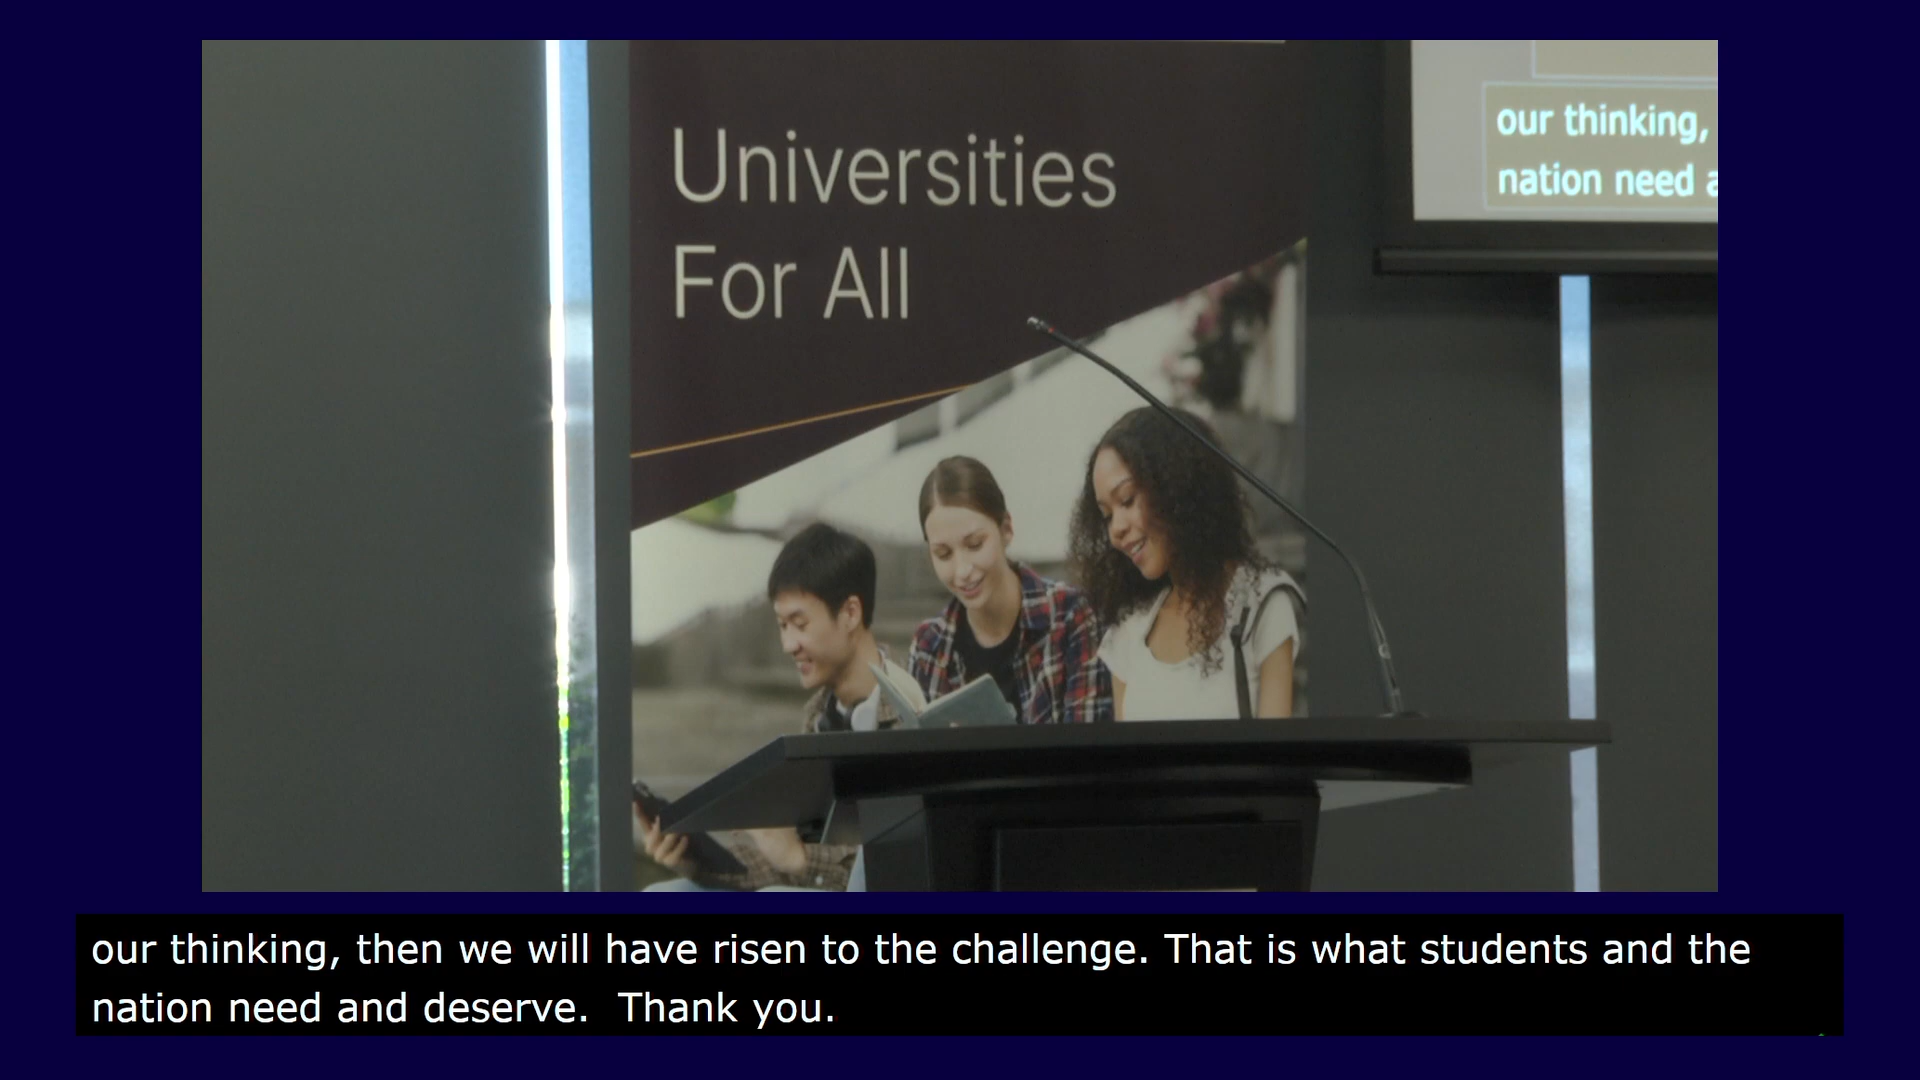 Universities
For All
our thinking,
nation need a
our thinking, then we will have risen to the challenge. That is what students and the
nation need and deserve.  Thank you.